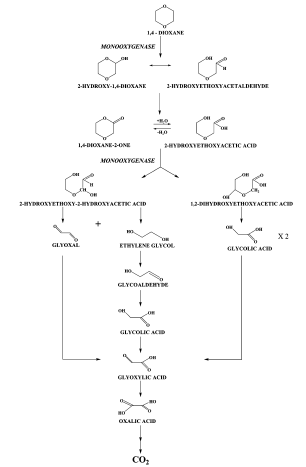 1,4 - DIOXANE
MONOOXYGENASE
2-HYDROXY-1,4-DIOXANE 2-HYDROXYETHOXYACETALDEHYDE
+H₂O
-H₂O
1,4-DIOXANE-2-ONE 2-HYDROXYETHOXYACETIC ACID
MONOOXYGENASE
2-HYDROXYETHOXY-2-HYDROXYACETIC ACID 1,2-DIHYDROXYETHOXYACETIC ACID
+
X 2
GLYOXAL ETHYLENE GLYCOL GLYCOLIC ACID
GLYCOALDEHYDE
GLYCOLIC ACID
GLYOXYLIC ACID
OXALIC ACID
CO₂